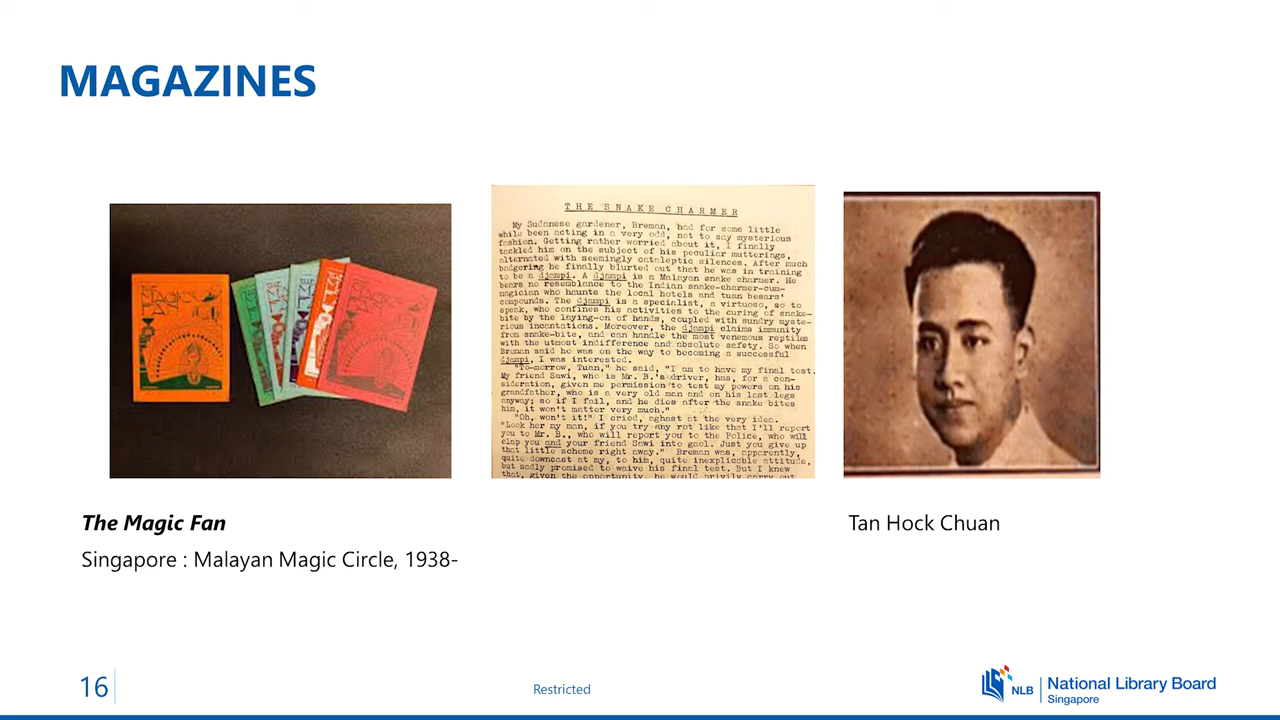 MAGAZINES
THE MAGIC FAN
THE SNAKE CHARMER
My Sudanese gardener, Breman, had for some little
while been acting in a very odd, not to say mysterious
fashion. Getting rather worried about it, I finally
tackled him on the subject of his peculiar mutterings,
alternated with seemingly cataleptic silences. After much
badgering he finally blurted out that he was in training
to be a djampi. A djampi is a Malayan snake charmer. He
bears no resemblance to the Indian snake-charmer-cum-
magician who haunts the local hotels and tuan besars'
compounds. The djampi is a specialist, a virtuoso, so to
speak, who confines his activities to the curing of snake-
bite by the laying-on of hands, coupled with sundry myste-
rious incantations. Moreover, the djampi claims immunity
from snake-bite, and can handle the most venemous reptiles
with the utmost indifference and absolute safety. So when
Breman said he was on the way to becoming a successful
djampi, I was interested.
"To-morrow, Tuan," he said, "I am to have my final test.
My friend Sawi, who is Mr. B.'s driver, has, for a con-
sideration, given me permission to test my powers on his
grandfather, who is a very old man and on his last legs
anyway; so if I fail, and he dies after the snake bites
him, it won't matter very much."
"Oh, won't it!" I cried, aghast at the very idea.
"Look her my man, if you try any rot like that I'll report
you to Mr. B., who will report you to the Police, who will
clap you and your friend Sawi into gaol. Just you give up
that little scheme right away." Breman was, apparently,
quite downcast at my, to him, quite inexplicable attitude,
but sadly promised to waive his final test. But I knew
that, given the opportunity, he would privily carry out
The Magic Fan
Singapore : Malayan Magic Circle, 1938-
Tan Hock Chuan
16
Restricted
NLB
National Library Board
Singapore